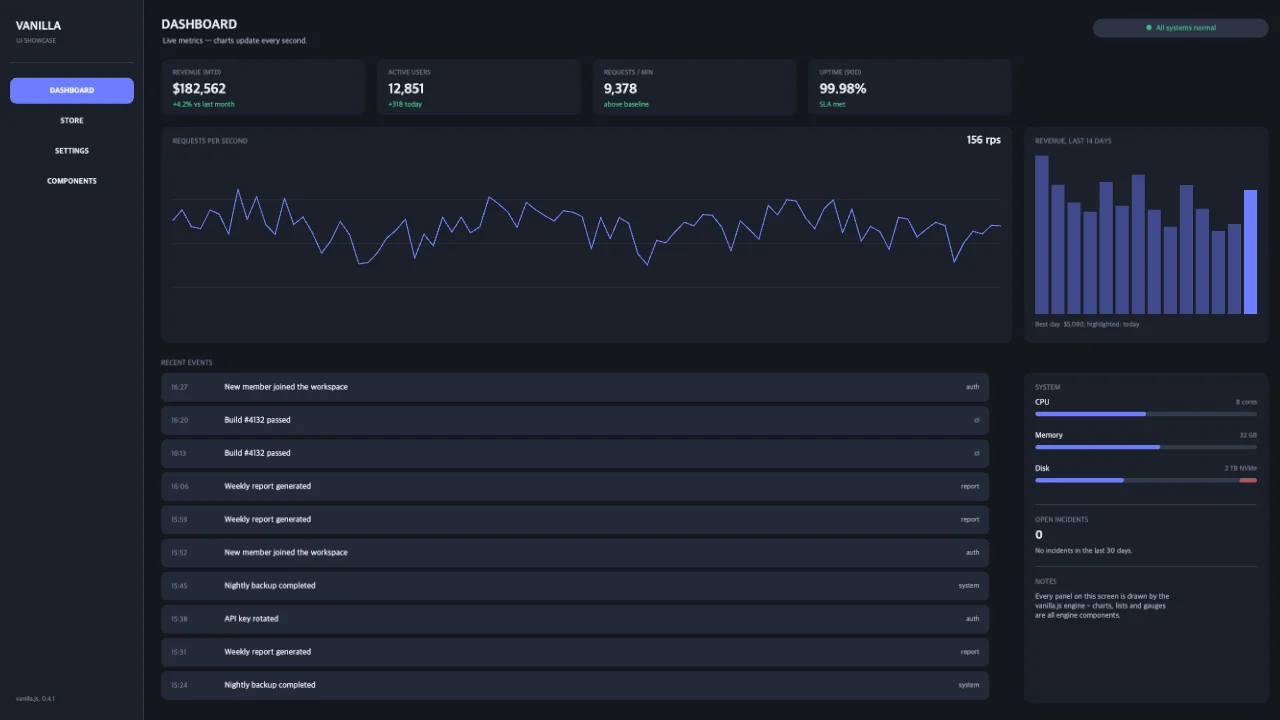 VANILLA
UI SHOWCASE
DASHBOARD
STORE
SETTINGS
COMPONENTS
vanilla.js, 0.4.1
DASHBOARD
Live metrics — charts update every second.
All systems normal
REVENUE (MTD)
$182,562
+4.2% vs last month
ACTIVE USERS
12,851
+318 today
REQUESTS / MIN
9,378
above baseline
UPTIME (90D)
99.98%
SLA met
REQUESTS PER SECOND
156 rps
REVENUE, LAST 14 DAYS
Best day $5,080, highlighted: today
RECENT EVENTS
16:27 New member joined the workspace auth
16:20 Build #4132 passed ci
16:13 Build #4132 passed ci
16:06 Weekly report generated report
15:59 Weekly report generated report
15:52 New member joined the workspace auth
15:45 Nightly backup completed system
15:38 API key rotated auth
15:31 Weekly report generated report
15:24 Nightly backup completed system
SYSTEM
CPU 8 cores
Memory 32 GB
Disk 2 TB NVMe
OPEN INCIDENTS
0
No incidents in the last 30 days.
NOTES
Every panel on this screen is drawn by the
vanilla.js engine – charts, lists and gauges
are all engine components.